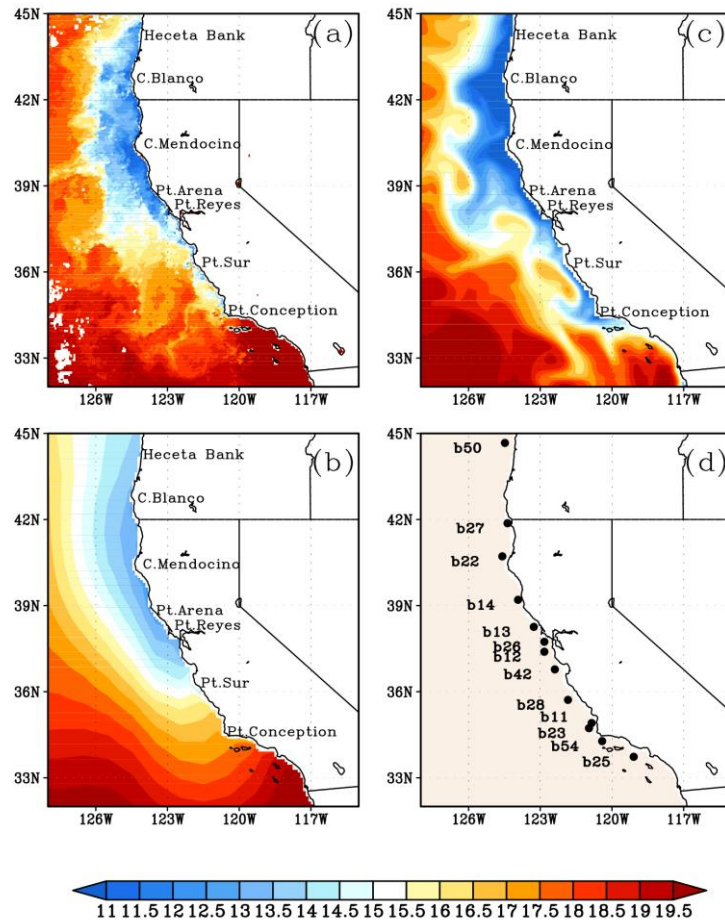 45N
42N
39N
36N
33N
126W 123W 120W 117W
(a)
Heceta Bank
C.Blanco
C.Mendocino
Pt.Arena
Pt.Reyes
Pt.Sur
Pt.Conception
45N
42N
39N
36N
33N
126W 123W 120W 117W
(c)
Heceta Bank
C.Blanco
C.Mendocino
Pt.Arena
Pt.Reyes
Pt.Sur
Pt.Conception
45N
42N
39N
36N
33N
126W 123W 120W 117W
(b)
Heceta Bank
C.Blanco
C.Mendocino
Pt.Arena
Pt.Reyes
Pt.Sur
Pt.Conception
45N
42N
39N
36N
33N
126W 123W 120W 117W
(d)
b50
b27
b22
b14
b13
b26
b12
b42
b28
b11
b23
b54
b25
11 11.5 12 12.5 13 13.5 14 14.5 15 15.5 16 16.5 17 17.5 18 18.5 19 19.5